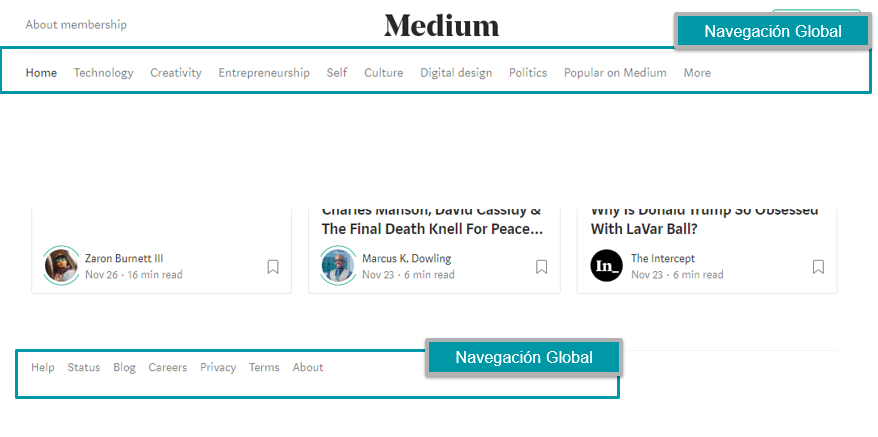 About membership
Medium
Navegación Global
Home Technology Creativity Entrepreneurship Self Culture Digital design Politics Popular on Medium More
Charles Manson, David Cassidy &
The Final Death Knell For Peace...
Zaron Burnett III
Nov 26 · 16 min read
Marcus K. Dowling
Nov 23 · 6 min read
Why Is Donald Trump So Obsessed
With LaVar Ball?
In_
The Intercept
Nov 23 · 6 min read
Navegación Global
Help Status Blog Careers Privacy Terms About